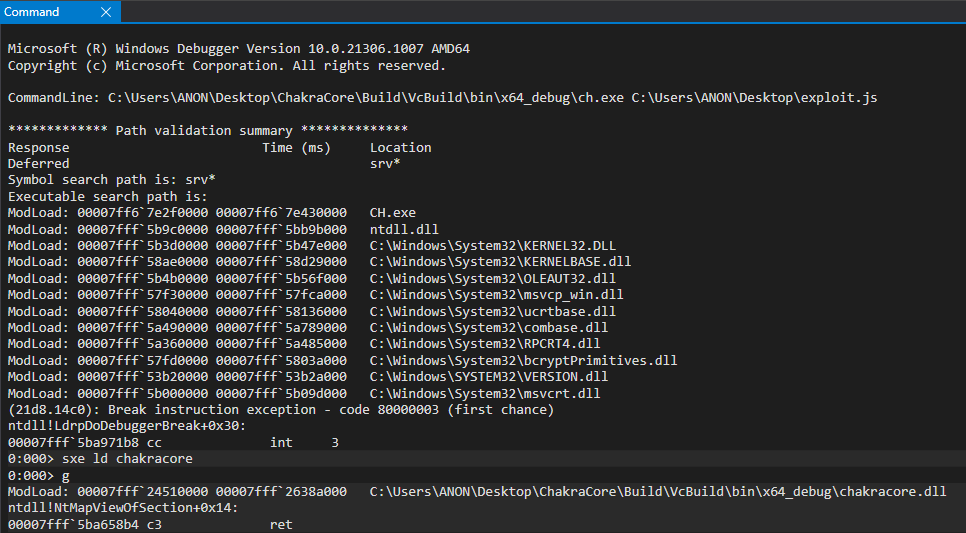 Command
Microsoft (R) Windows Debugger Version 10.0.21306.1007 AMD64
Copyright (c) Microsoft Corporation. All rights reserved.
CommandLine: C:\Users\ANON\Desktop\ChakraCore\Build\VcBuild\bin\x64_debug\ch.exe C:\Users\ANON\Desktop\exploit.js
************* Path validation summary **************
Response                         Time (ms)     Location
Deferred                                       srv*
Symbol search path is: srv*
Executable search path is:
ModLoad: 00007ff6`7e2f0000 00007ff6`7e430000   CH.exe
ModLoad: 00007fff`5b9c0000 00007fff`5bb9b000   ntdll.dll
ModLoad: 00007fff`5b3d0000 00007fff`5b47e000   C:\Windows\System32\KERNEL32.DLL
ModLoad: 00007fff`58ae0000 00007fff`58d29000   C:\Windows\System32\KERNELBASE.dll
ModLoad: 00007fff`5b4b0000 00007fff`5b56f000   C:\Windows\System32\OLEAUT32.dll
ModLoad: 00007fff`57f30000 00007fff`57fca000   C:\Windows\System32\msvcp_win.dll
ModLoad: 00007fff`58040000 00007fff`58136000   C:\Windows\System32\ucrtbase.dll
ModLoad: 00007fff`5a490000 00007fff`5a789000   C:\Windows\System32\combase.dll
ModLoad: 00007fff`5a360000 00007fff`5a485000   C:\Windows\System32\RPCRT4.dll
ModLoad: 00007fff`57fd0000 00007fff`5803a000   C:\Windows\System32\bcryptPrimitives.dll
ModLoad: 00007fff`53b20000 00007fff`53b2a000   C:\Windows\SYSTEM32\VERSION.dll
ModLoad: 00007fff`5b000000 00007fff`5b09d000   C:\Windows\System32\msvcrt.dll
(21d8.14c0): Break instruction exception - code 80000003 (first chance)
ntdll!LdrpDoDebuggerBreak+0x30:
00007fff`5ba971b8 cc              int     3
0:000> sxe ld chakracore
0:000> g
ModLoad: 00007fff`24510000 00007fff`2638a000   C:\Users\ANON\Desktop\ChakraCore\Build\VcBuild\bin\x64_debug\chakracore.dll
ntdll!NtMapViewOfSection+0x14:
00007fff`5ba658b4 c3              ret